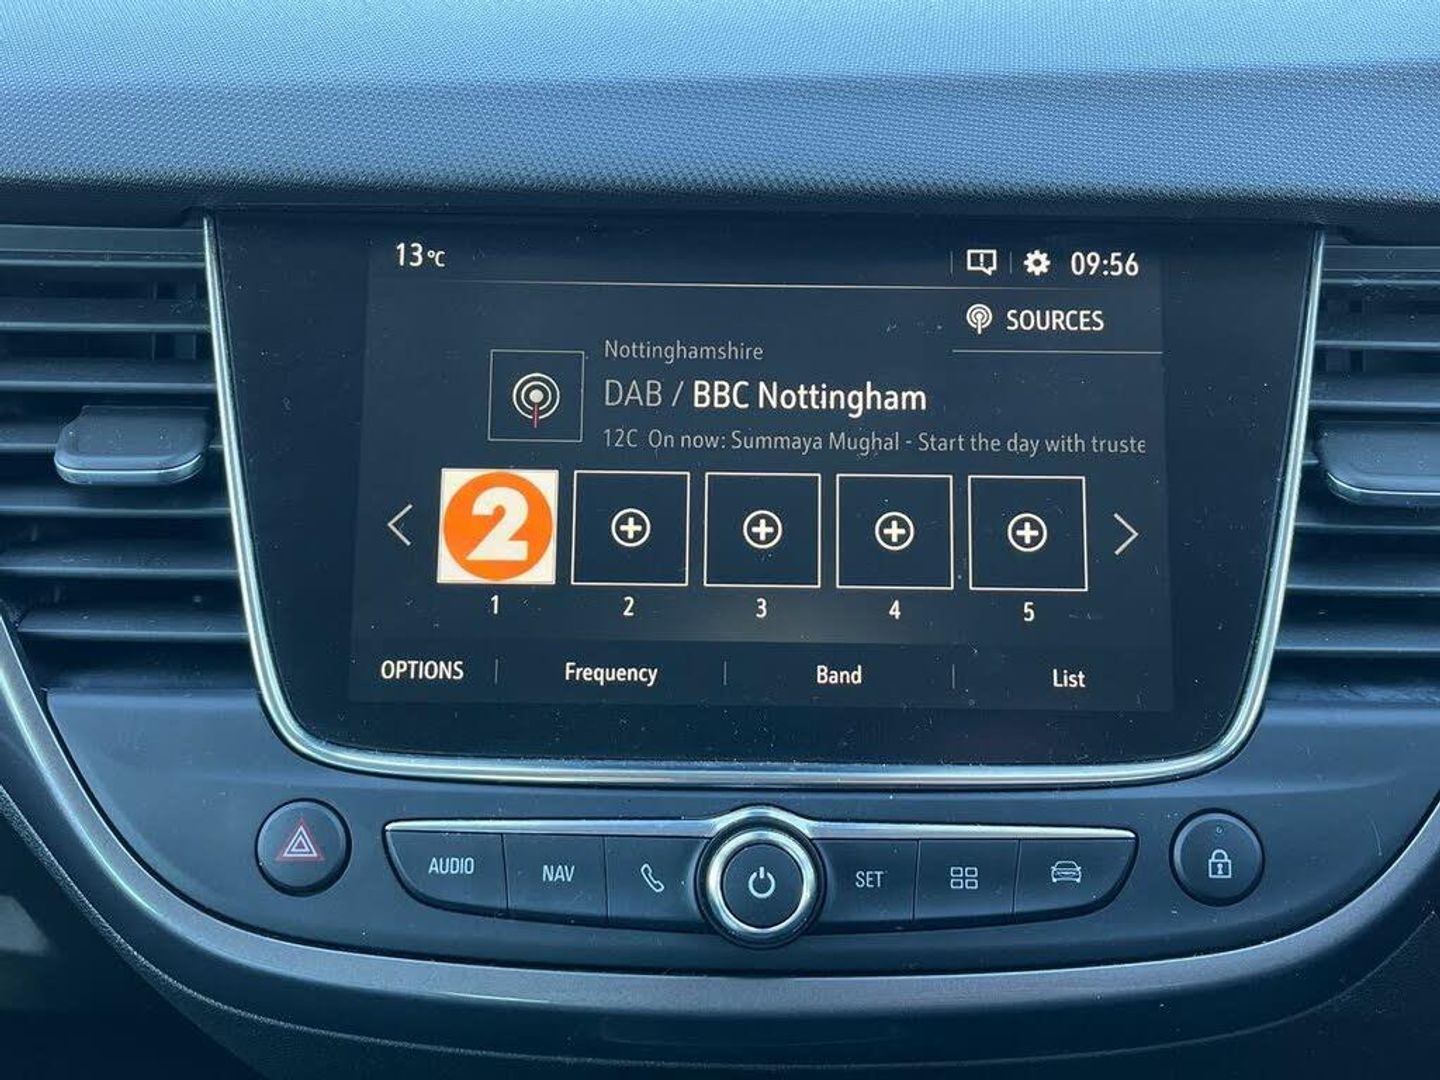 13°C
09:56
SOURCES
Nottinghamshire
DAB / BBC Nottingham
12C On now: Summaya Mughal - Start the day with truste
2
1
2
3
4
5
OPTIONS
Frequency
Band
List
AUDIO
NAV
SET